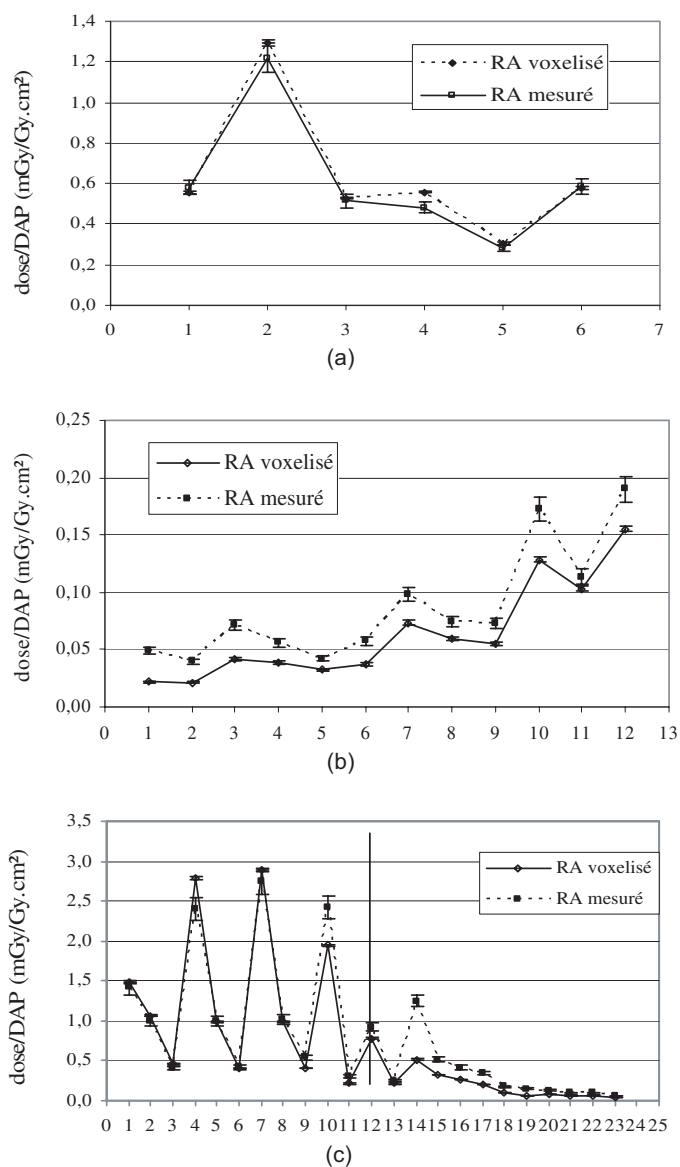 1,4
1,2
1,0
0,8
0,6
0,4
0,2
0,0
dose/DAP (mGy/Gy.cm²)
RA voxelisé
RA mesuré
0 1 2 3 4 5 6 7
(a)
0,25
0,20
0,15
0,10
0,05
0,00
dose/DAP (mGy/Gy.cm²)
RA voxelisé
RA mesuré
0 1 2 3 4 5 6 7 8 9 10 11 12 13
(b)
3,5
3,0
2,5
2,0
1,5
1,0
0,5
0,0
dose/DAP (mGy/Gy.cm²)
RA voxelisé
RA mesuré
0 1 2 3 4 5 6 7 8 9 10 11 12 13 14 15 16 17 18 19 20 21 22 23 24 25
(c)